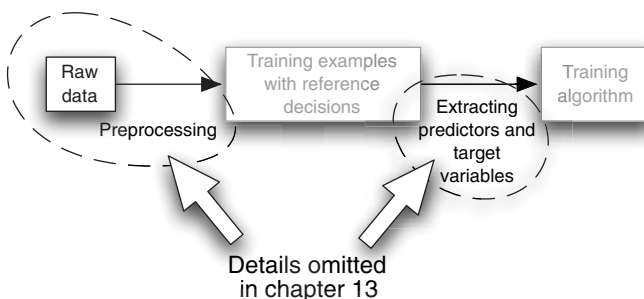 Raw
data
Preprocessing
Training examples
with reference
decisions
Extracting
predictors and
target
variables
Training
algorithm
Details omitted
in chapter 13